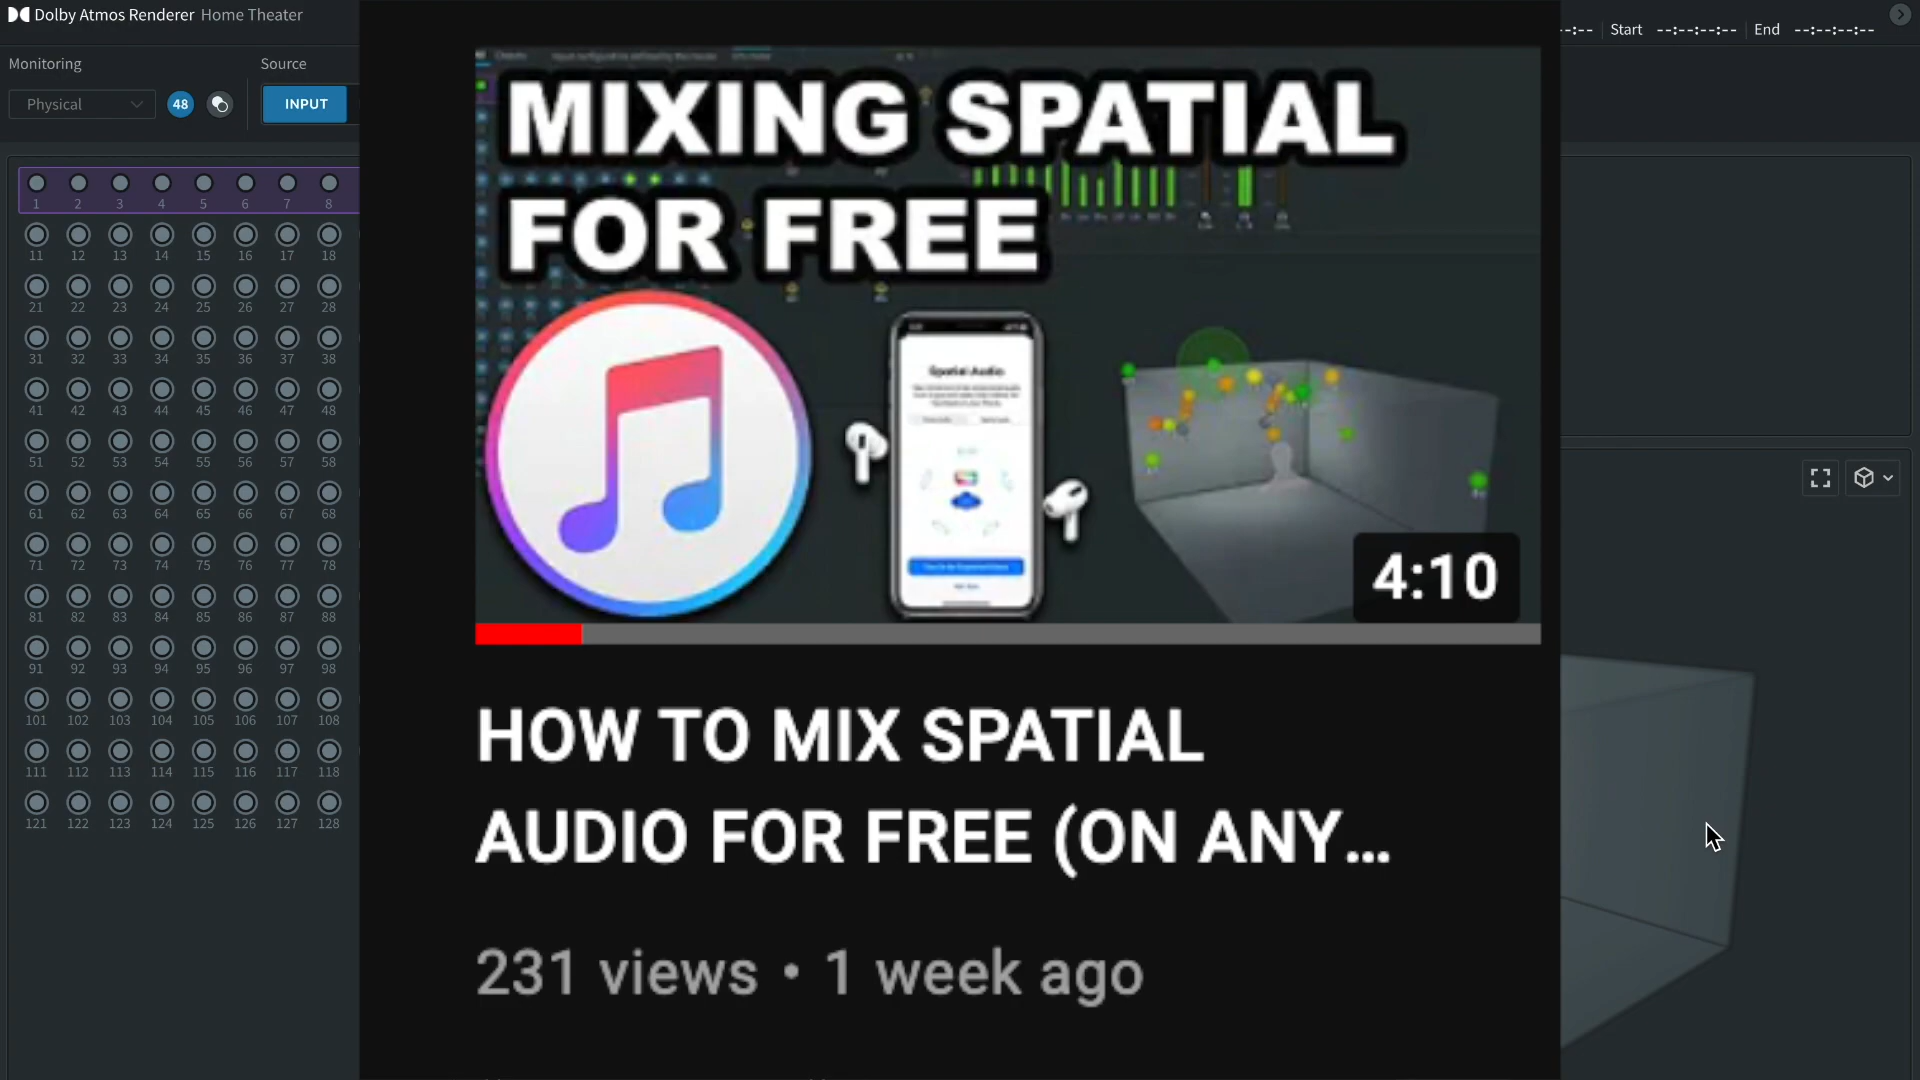 Dolby Atmos Renderer Home Theater
--:-- Start --:--:--:-- End --:--:--:--
Monitoring Source
Physical 48 INPUT
1 2 3 4 5 6 7 8
11 12 13 14 15 16 17 18
21 22 23 24 25 26 27 28
31 32 33 34 35 36 37 38
41 42 43 44 45 46 47 48
51 52 53 54 55 56 57 58
61 62 63 64 65 66 67 68
71 72 73 74 75 76 77 78
81 82 83 84 85 86 87 88
91 92 93 94 95 96 97 98
101 102 103 104 105 106 107 108
111 112 113 114 115 116 117 118
121 122 123 124 125 126 127 128
MIXING SPATIAL
FOR FREE
Spatial Audio
4:10
HOW TO MIX SPATIAL
AUDIO FOR FREE (ON ANY...
231 views • 1 week ago